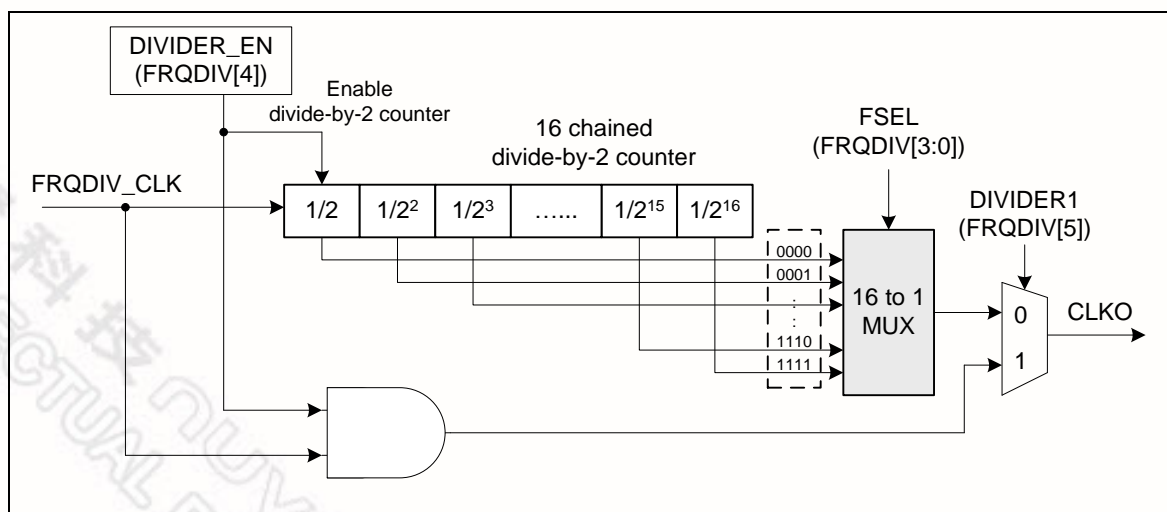 DIVIDER_EN
(FRQDIV[4])
Enable
divide-by-2 counter
16 chained
divide-by-2 counter
FSEL
(FRQDIV[3:0])
DIVIDER1
(FRQDIV[5])
FRQDIV_CLK
1/2
1/2²
1/2³
…...
1/2¹⁵
1/2¹⁶
0000
0001
:
:
1110
1111
16 to 1
MUX
0
1
CLKO
科技